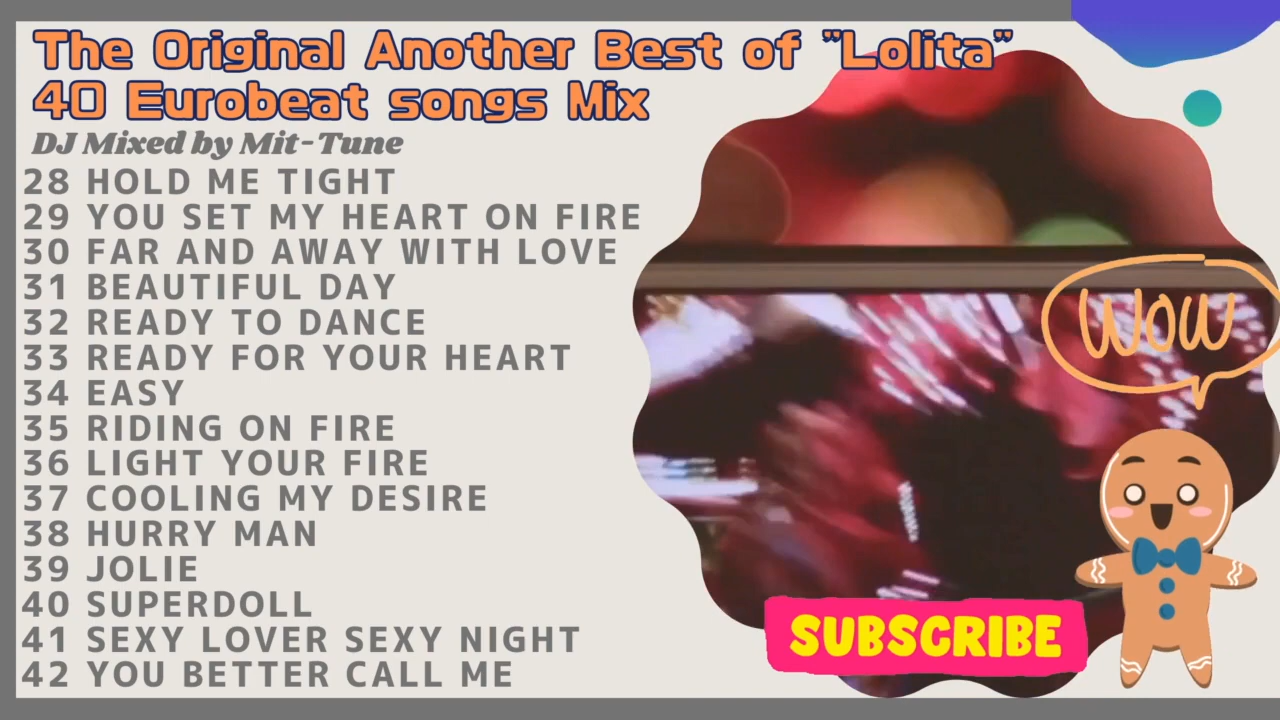 The Original Another Best of "Lolita"
40 Eurobeat songs Mix
DJ Mixed by Mit-Tune
28 HOLD ME TIGHT
29 YOU SET MY HEART ON FIRE
30 FAR AND AWAY WITH LOVE
31 BEAUTIFUL DAY
32 READY TO DANCE
33 READY FOR YOUR HEART
34 EASY
35 RIDING ON FIRE
36 LIGHT YOUR FIRE
37 COOLING MY DESIRE
38 HURRY MAN
39 JOLIE
40 SUPERDOLL
41 SEXY LOVER SEXY NIGHT
42 YOU BETTER CALL ME
WOW
SUBSCRIBE